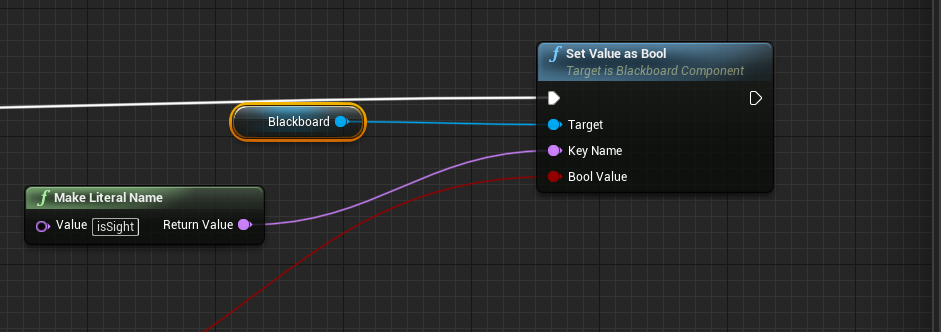 Set Value as Bool
Target is Blackboard Component
Blackboard
Target
Key Name
Bool Value
Make Literal Name
Value isSight Return Value